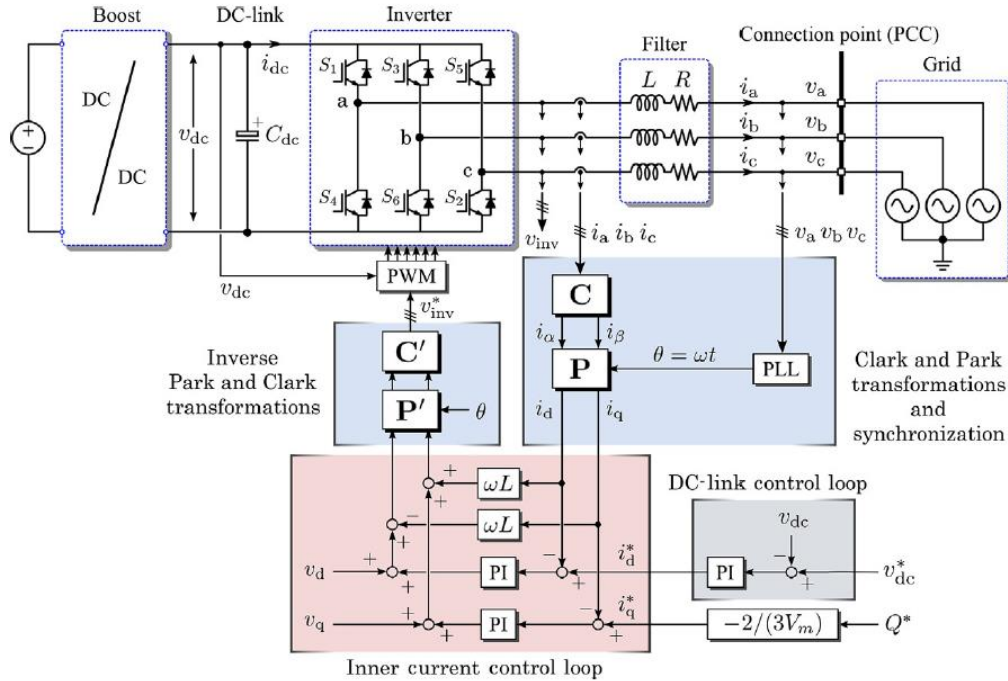 Boost
DC-link
Inverter
Filter
Connection point (PCC)
Grid
DC
DC
v_dc
i_dc
+
C_dc
S_1
S_3
S_5
S_4
S_6
S_2
a
b
c
L R
i_a
i_b
i_c
v_a
v_b
v_c
v_inv
i_a i_b i_c
v_a v_b v_c
v_dc
PWM
v*_inv
C
i_α
i_β
P
θ = ωt
PLL
i_d
i_q
Clark and Park
transformations
and
synchronization
Inverse
Park and Clark
transformations
C′
P′
θ
+
+
ωL
−
+
ωL
DC-link control loop
v_dc
v_d
+
+
PI
−
+
i*_d
PI
−
+
v*_dc
v_q
+
+
PI
−
+
i*_q
−2/(3V_m)
Q*
Inner current control loop